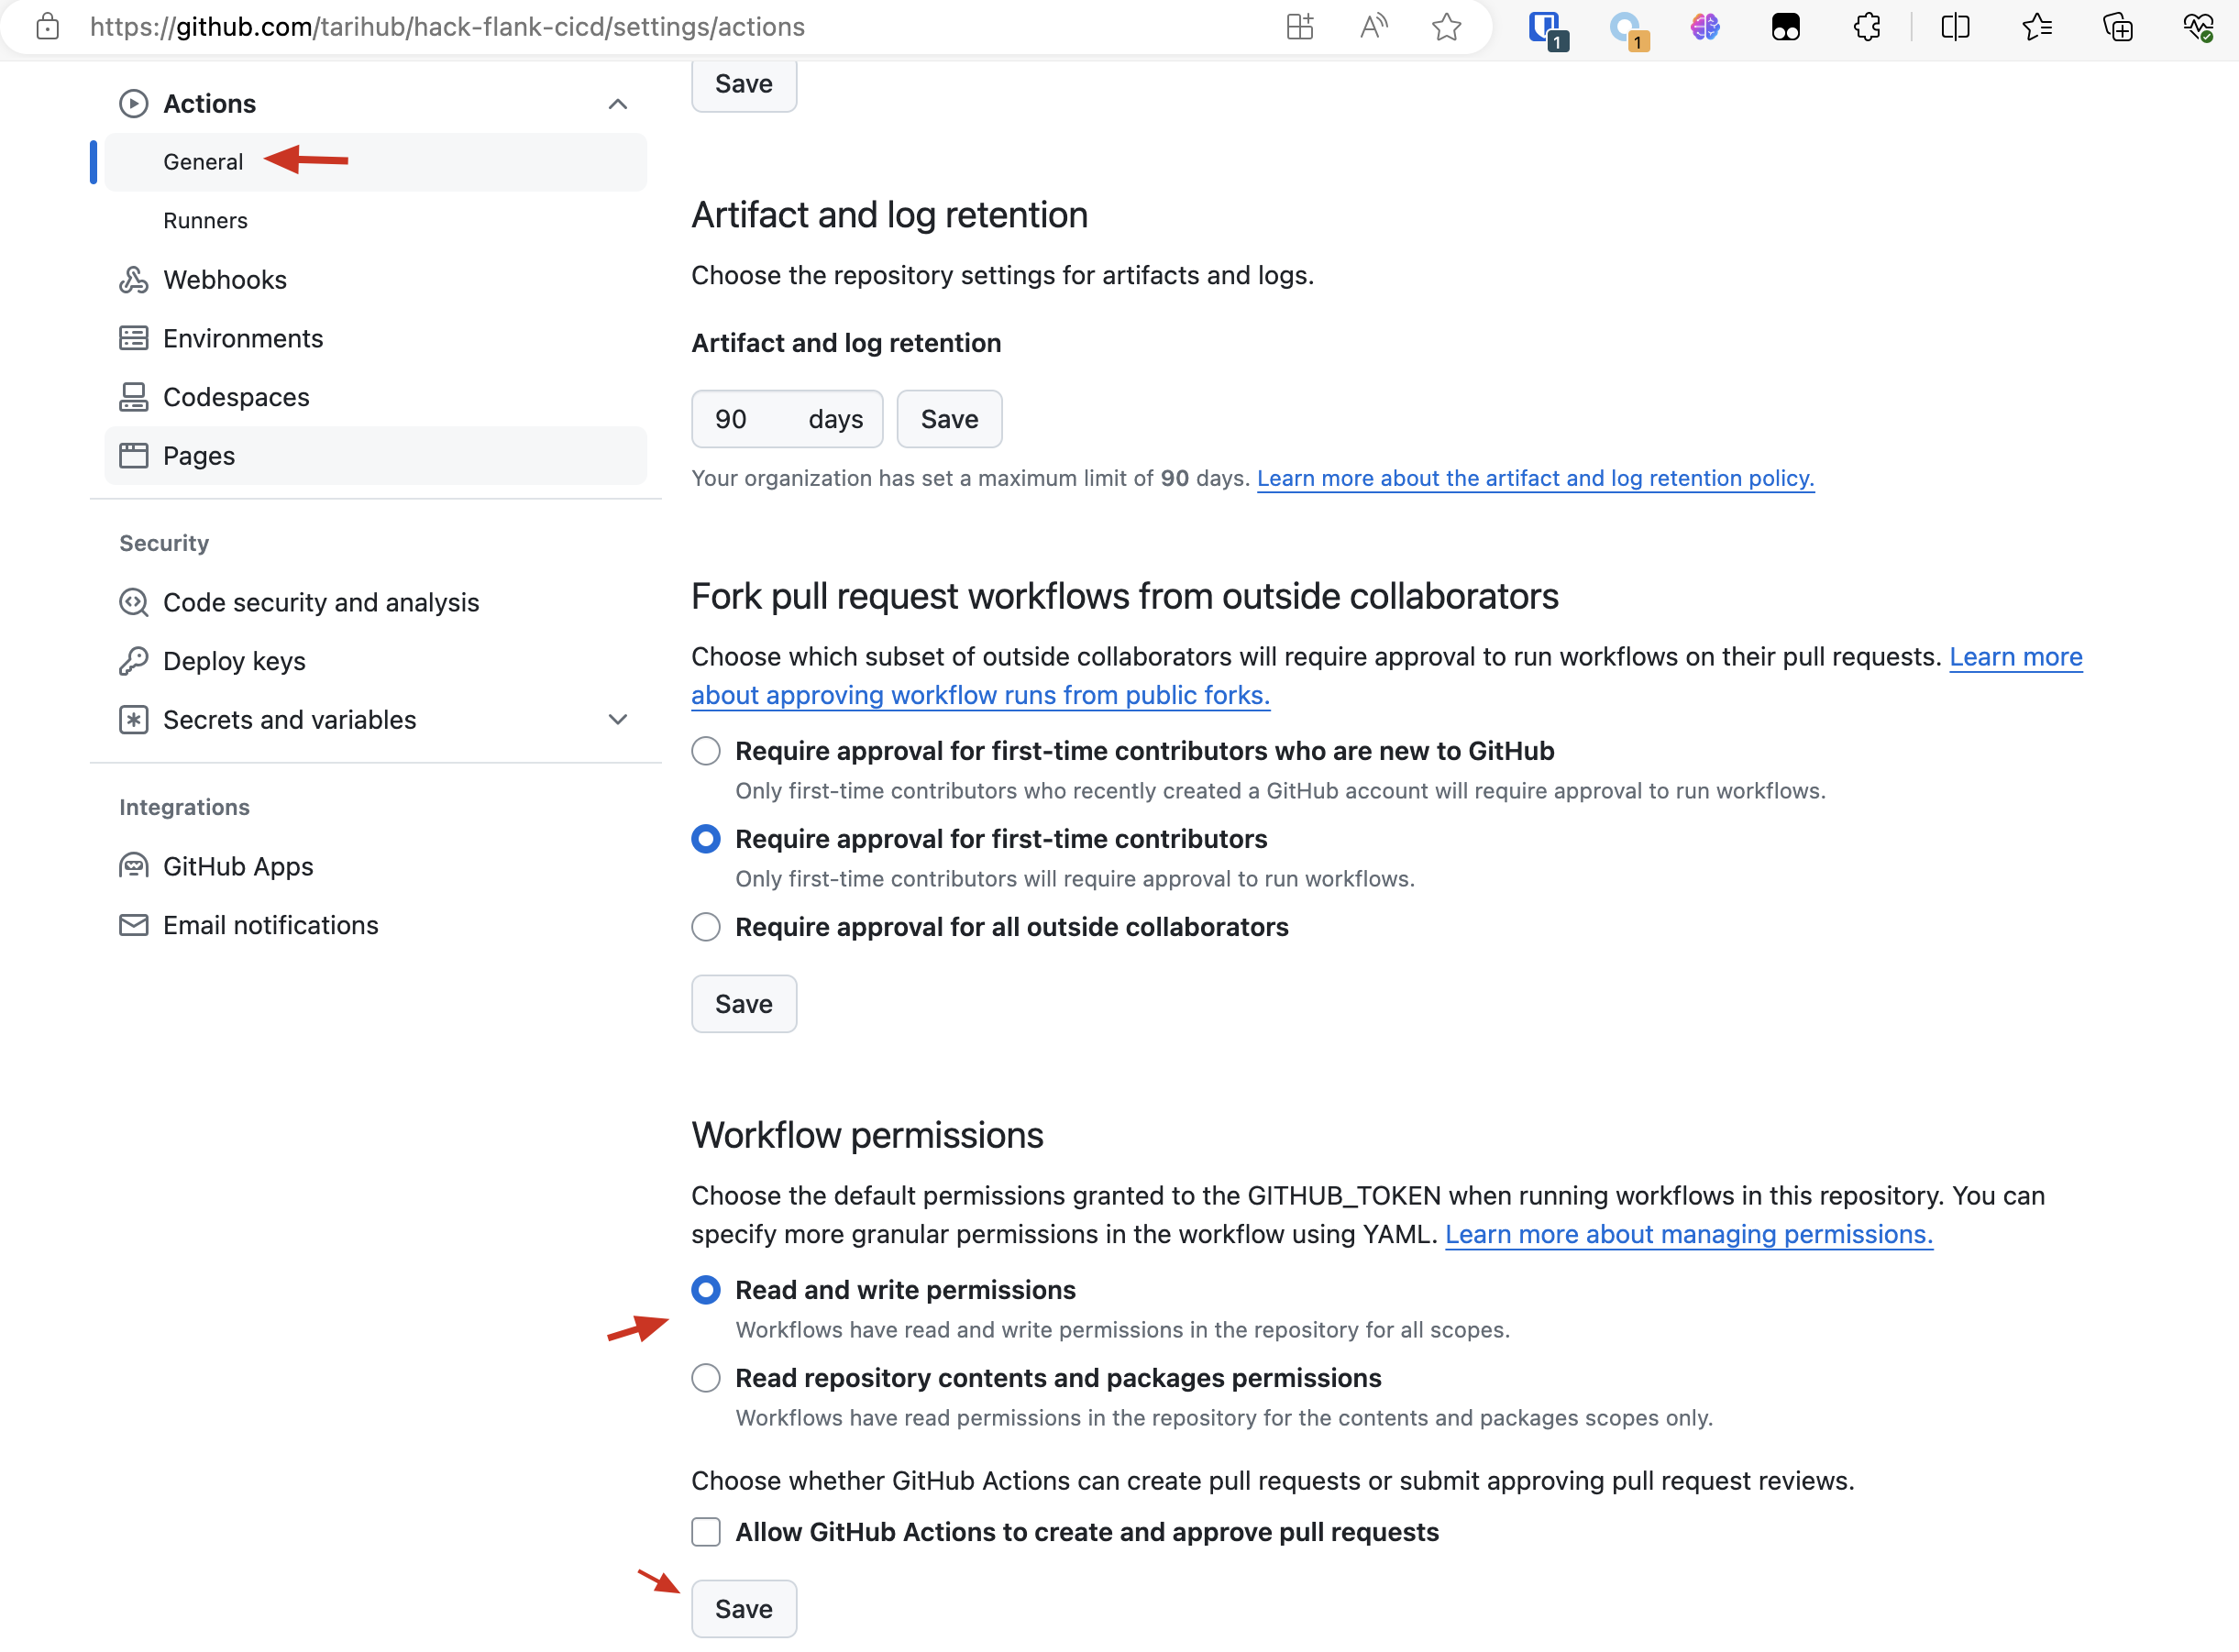 https://github.com/tarihub/hack-flank-cicd/settings/actions
1
1
Actions
General
Runners
Webhooks
Environments
Codespaces
Pages
Security
Code security and analysis
Deploy keys
Secrets and variables
Integrations
GitHub Apps
Email notifications
Save
Artifact and log retention
Choose the repository settings for artifacts and logs.
Artifact and log retention
90 days Save
Your organization has set a maximum limit of 90 days. Learn more about the artifact and log retention policy.
Fork pull request workflows from outside collaborators
Choose which subset of outside collaborators will require approval to run workflows on their pull requests. Learn more
about approving workflow runs from public forks.
Require approval for first-time contributors who are new to GitHub
Only first-time contributors who recently created a GitHub account will require approval to run workflows.
Require approval for first-time contributors
Only first-time contributors will require approval to run workflows.
Require approval for all outside collaborators
Save
Workflow permissions
Choose the default permissions granted to the GITHUB_TOKEN when running workflows in this repository. You can
specify more granular permissions in the workflow using YAML. Learn more about managing permissions.
Read and write permissions
Workflows have read and write permissions in the repository for all scopes.
Read repository contents and packages permissions
Workflows have read permissions in the repository for the contents and packages scopes only.
Choose whether GitHub Actions can create pull requests or submit approving pull request reviews.
Allow GitHub Actions to create and approve pull requests
Save